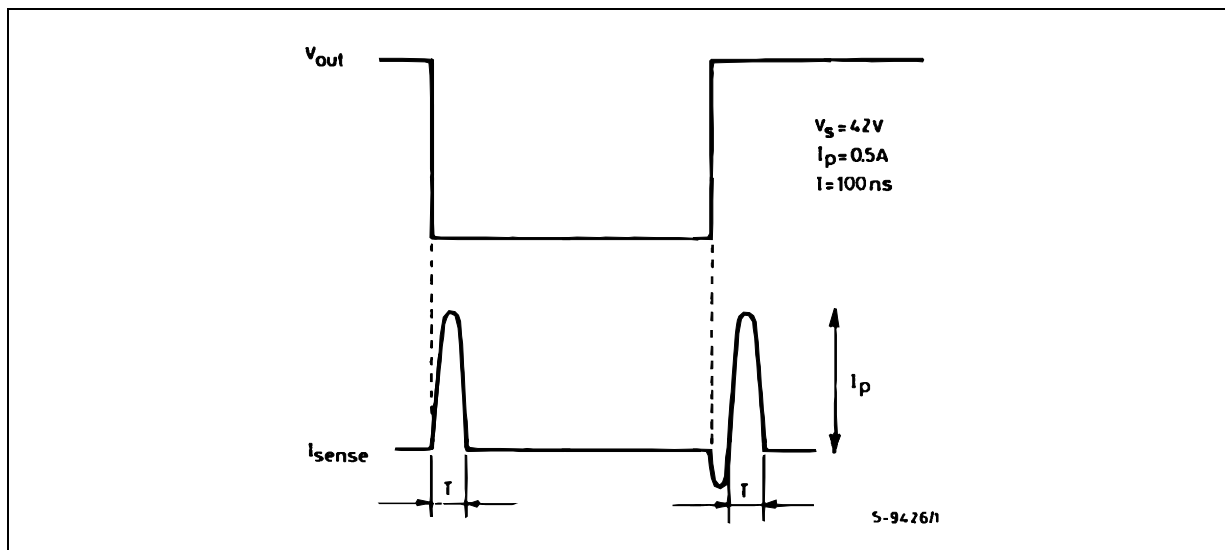 Vout
Vs = 42V
Ip = 0.5A
I = 100 ns
Ip
Isense
T
T
S-9426/1